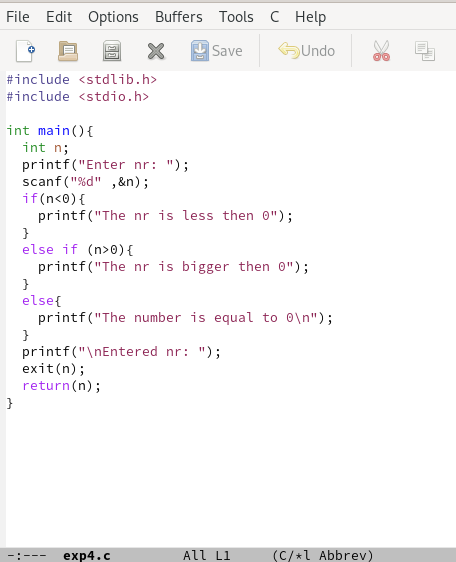 File Edit Options Buffers Tools C Help
Save Undo
#include <stdlib.h>
#include <stdio.h>

int main(){
  int n;
  printf("Enter nr: ");
  scanf("%d" ,&n);
  if(n<0){
    printf("The nr is less then 0");
  }
  else if (n>0){
    printf("The nr is bigger then 0");
  }
  else{
    printf("The number is equal to 0\n");
  }
  printf("\nEntered nr: ");
  exit(n);
  return(n);
}
-:--- exp4.c All L1 (C/*l Abbrev)